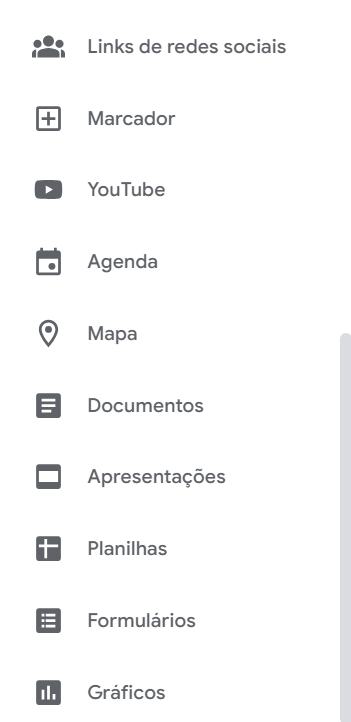 Links de redes sociais
Marcador
YouTube
Agenda
Mapa
Documentos
Apresentações
Planilhas
Formulários
Gráficos